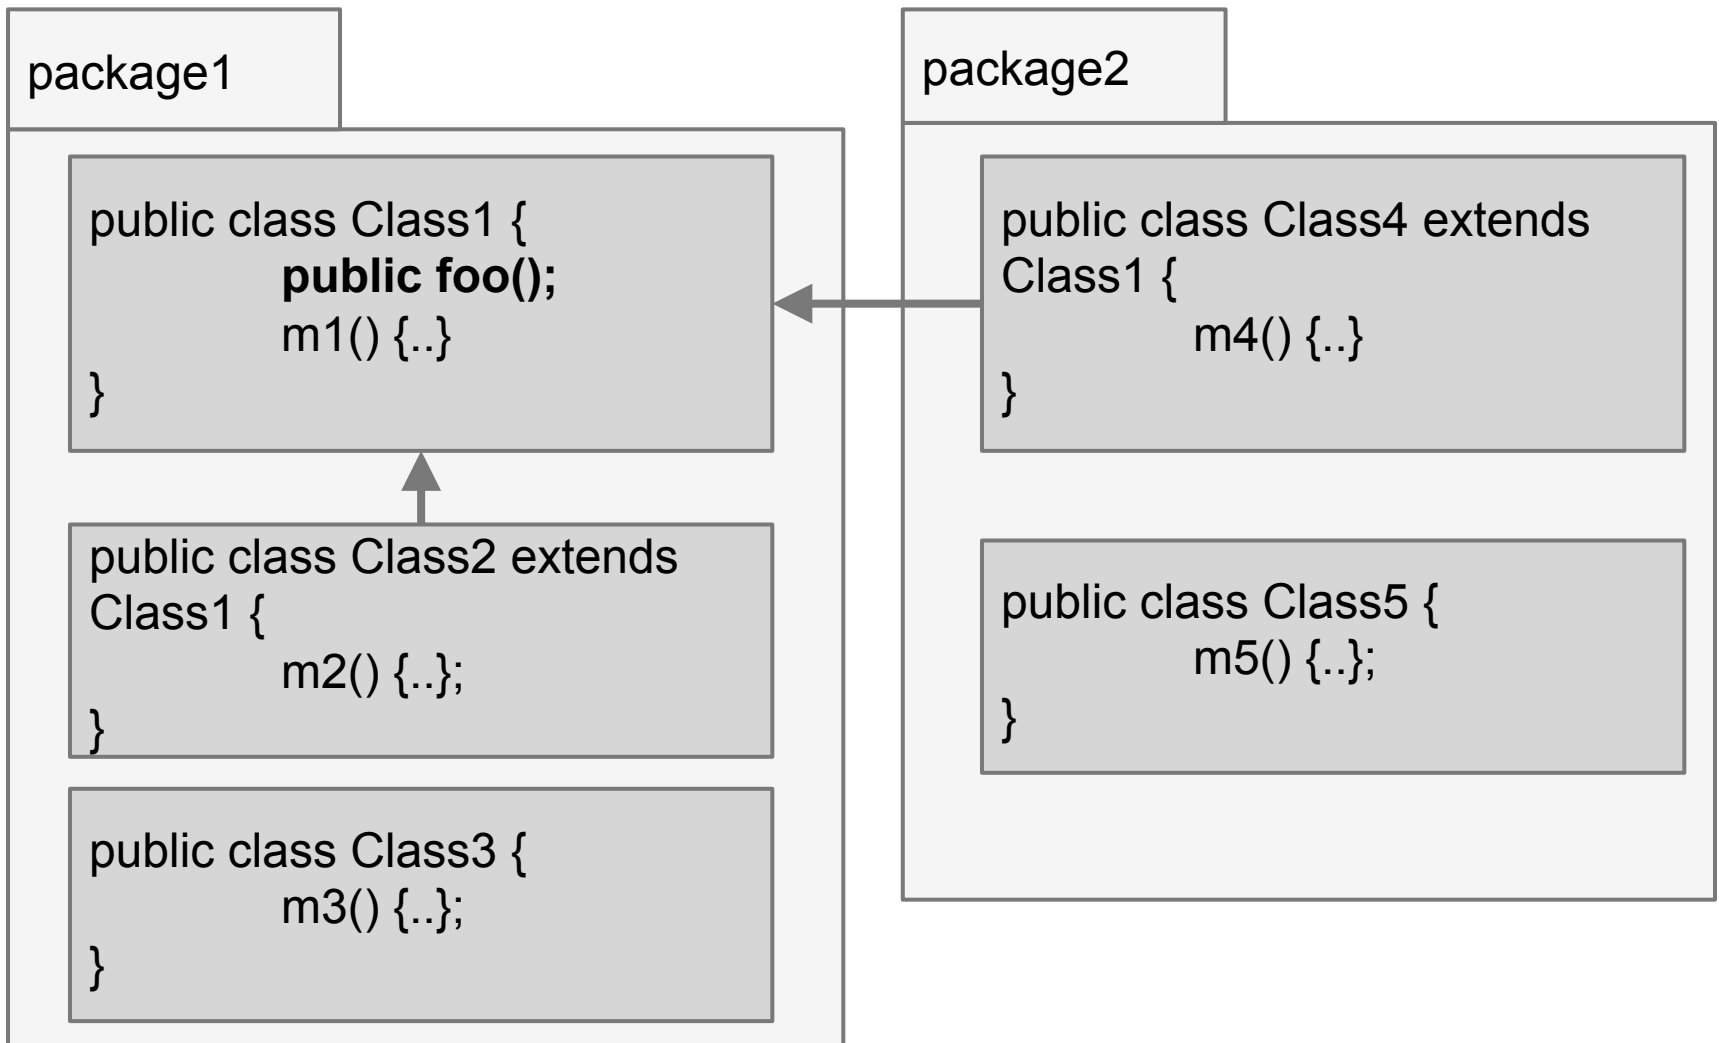 package1
public class Class1 {
public foo();
m1() {..}
}
public class Class2 extends
Class1 {
m2() {..};
}
public class Class3 {
m3() {..};
}
package2
public class Class4 extends
Class1 {
m4() {..}
}
public class Class5 {
m5() {..};
}